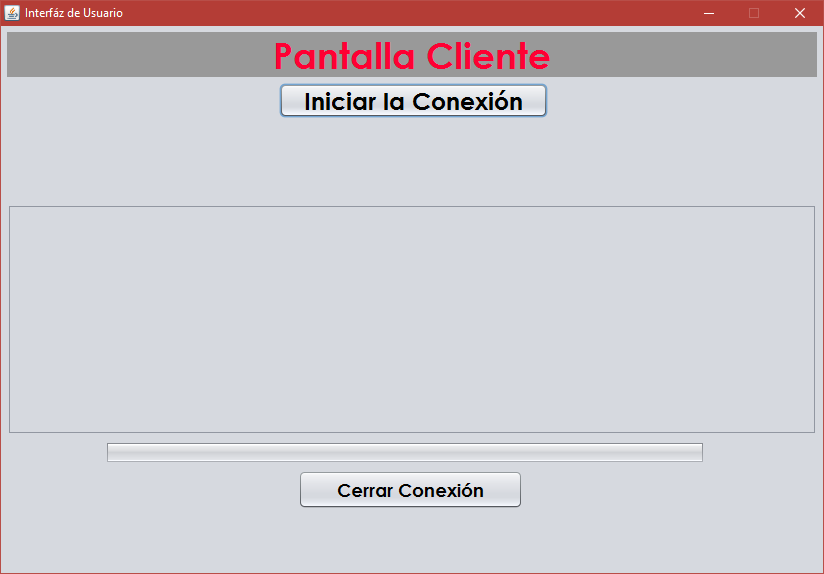 Interfáz de Usuario
Pantalla Cliente
Iniciar la Conexión
Cerrar Conexión